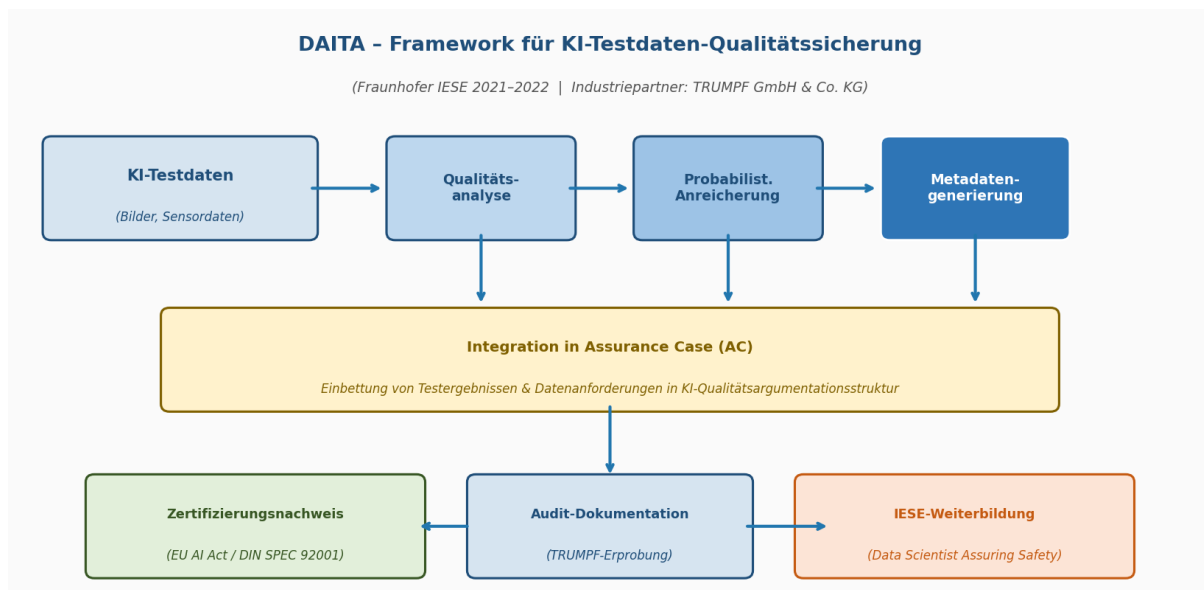 DAITA – Framework für KI-Testdaten-Qualitätssicherung
(Fraunhofer IESE 2021–2022 | Industriepartner: TRUMPF GmbH & Co. KG)
KI-Testdaten
(Bilder, Sensordaten)
Qualitäts-
analyse
Probabilist.
Anreicherung
Metadaten-
generierung
Integration in Assurance Case (AC)
Einbettung von Testergebnissen & Datenanforderungen in KI-Qualitätsargumentationsstruktur
Zertifizierungsnachweis
(EU AI Act / DIN SPEC 92001)
Audit-Dokumentation
(TRUMPF-Erprobung)
IESE-Weiterbildung
(Data Scientist Assuring Safety)